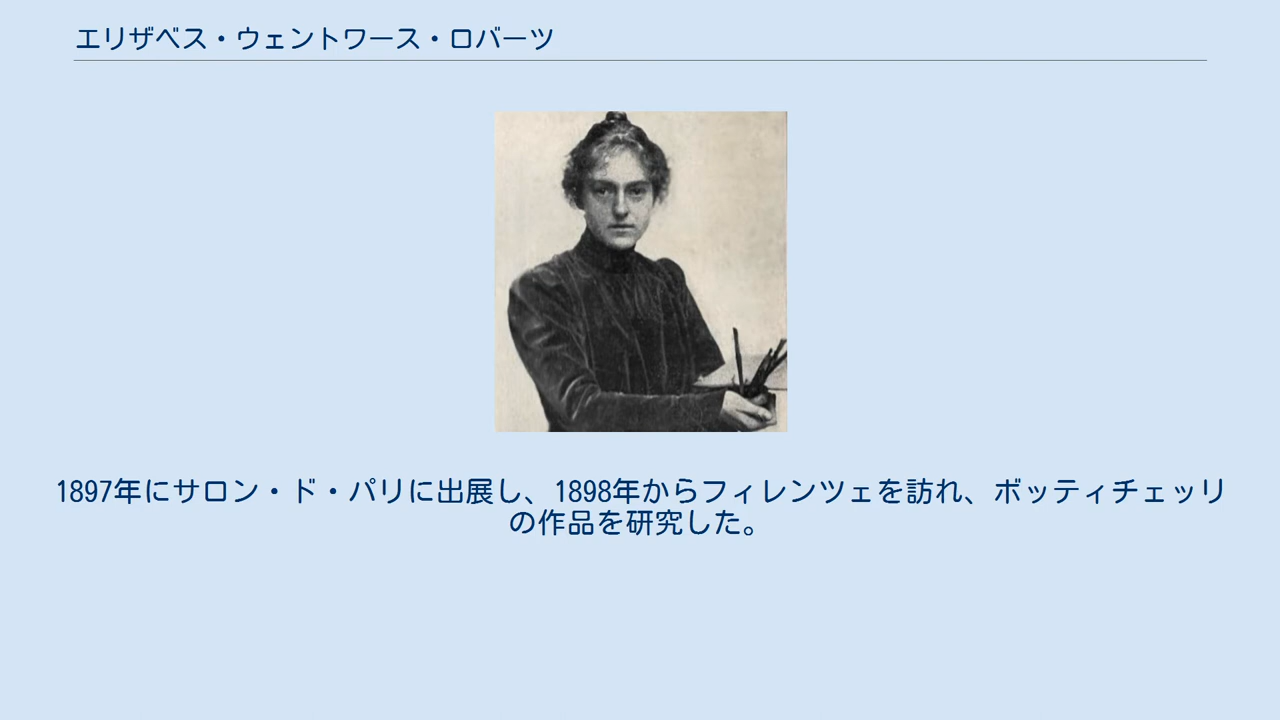 エリザベス・ウェントワース・ロバーツ
1897年にサロン・ド・パリに出展し、1898年からフィレンツェを訪れ、ボッティチェッリ
の作品を研究した。